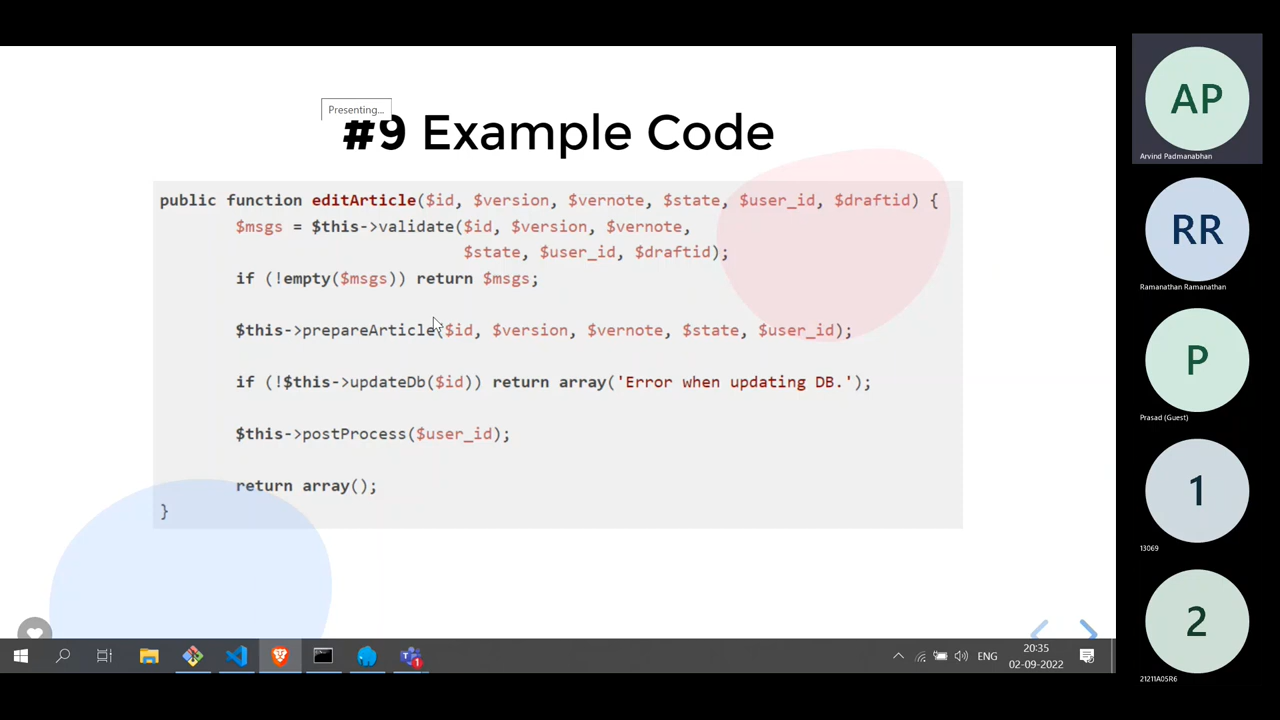 Presenting...
#9 Example Code
public function editArticle($id, $version, $vernote, $state, $user_id, $draftid) {
$msgs = $this->validate($id, $version, $vernote,
$state, $user_id, $draftid);
if (!empty($msgs)) return $msgs;
$this->prepareArticle($id, $version, $vernote, $state, $user_id);
if (!$this->updateDb($id)) return array('Error when updating DB.');
$this->postProcess($user_id);
return array();
}
ENG
20:35
02-09-2022
1
AP
Arvind Padmanabhan
RR
Ramanathan Ramanathan
P
Prasad (Guest)
1
13069
2
21211A05R6